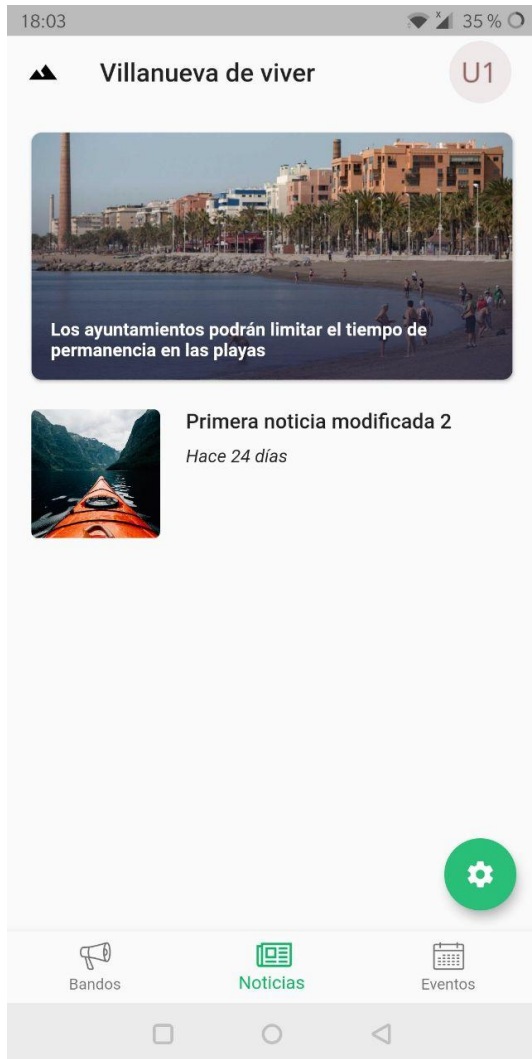 18:03
35 %
Villanueva de viver
U1
Los ayuntamientos podrán limitar el tiempo de
permanencia en las playas
Primera noticia modificada 2
Hace 24 días
Bandos
Noticias
Eventos